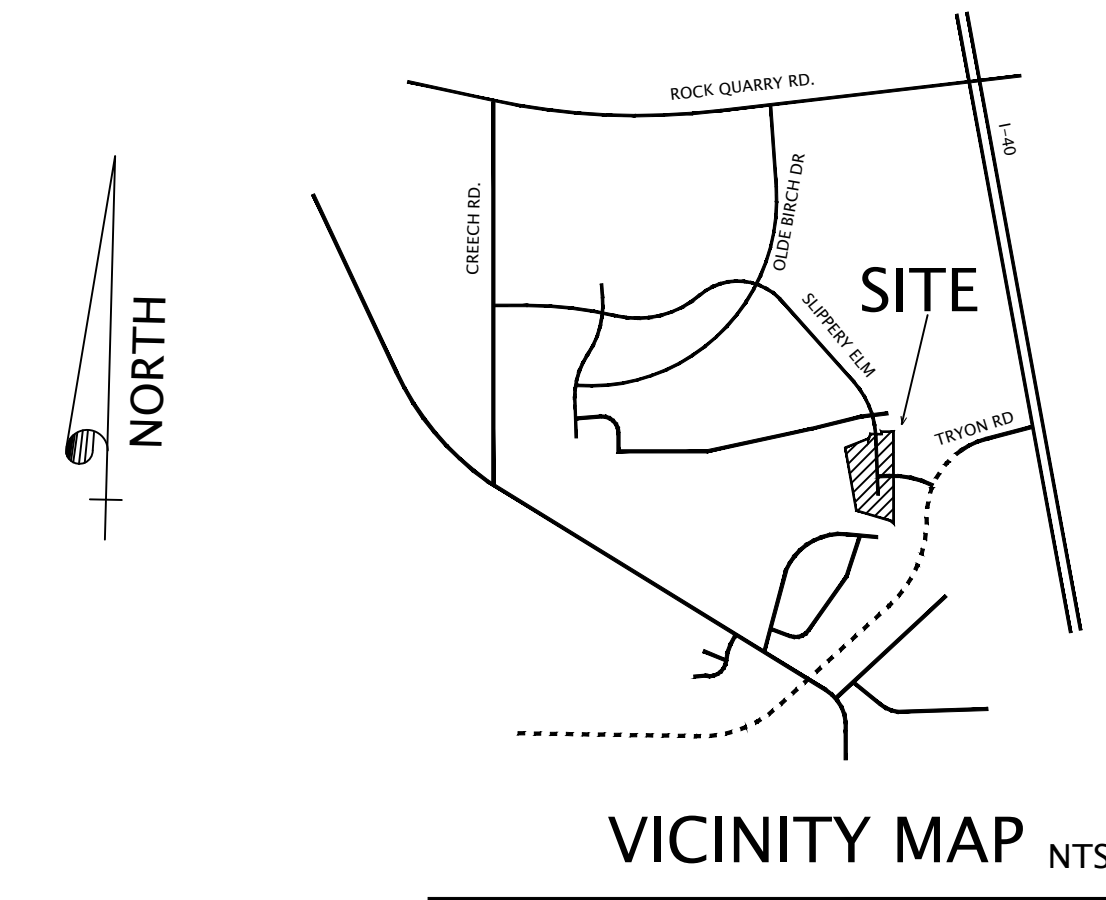 ROCK QUARRY RD.
I-40
CREECH RD.
OLDE BIRCH DR
SITE
SLIPPERY ELM
NORTH
TRYON RD
VICINITY MAP NTS